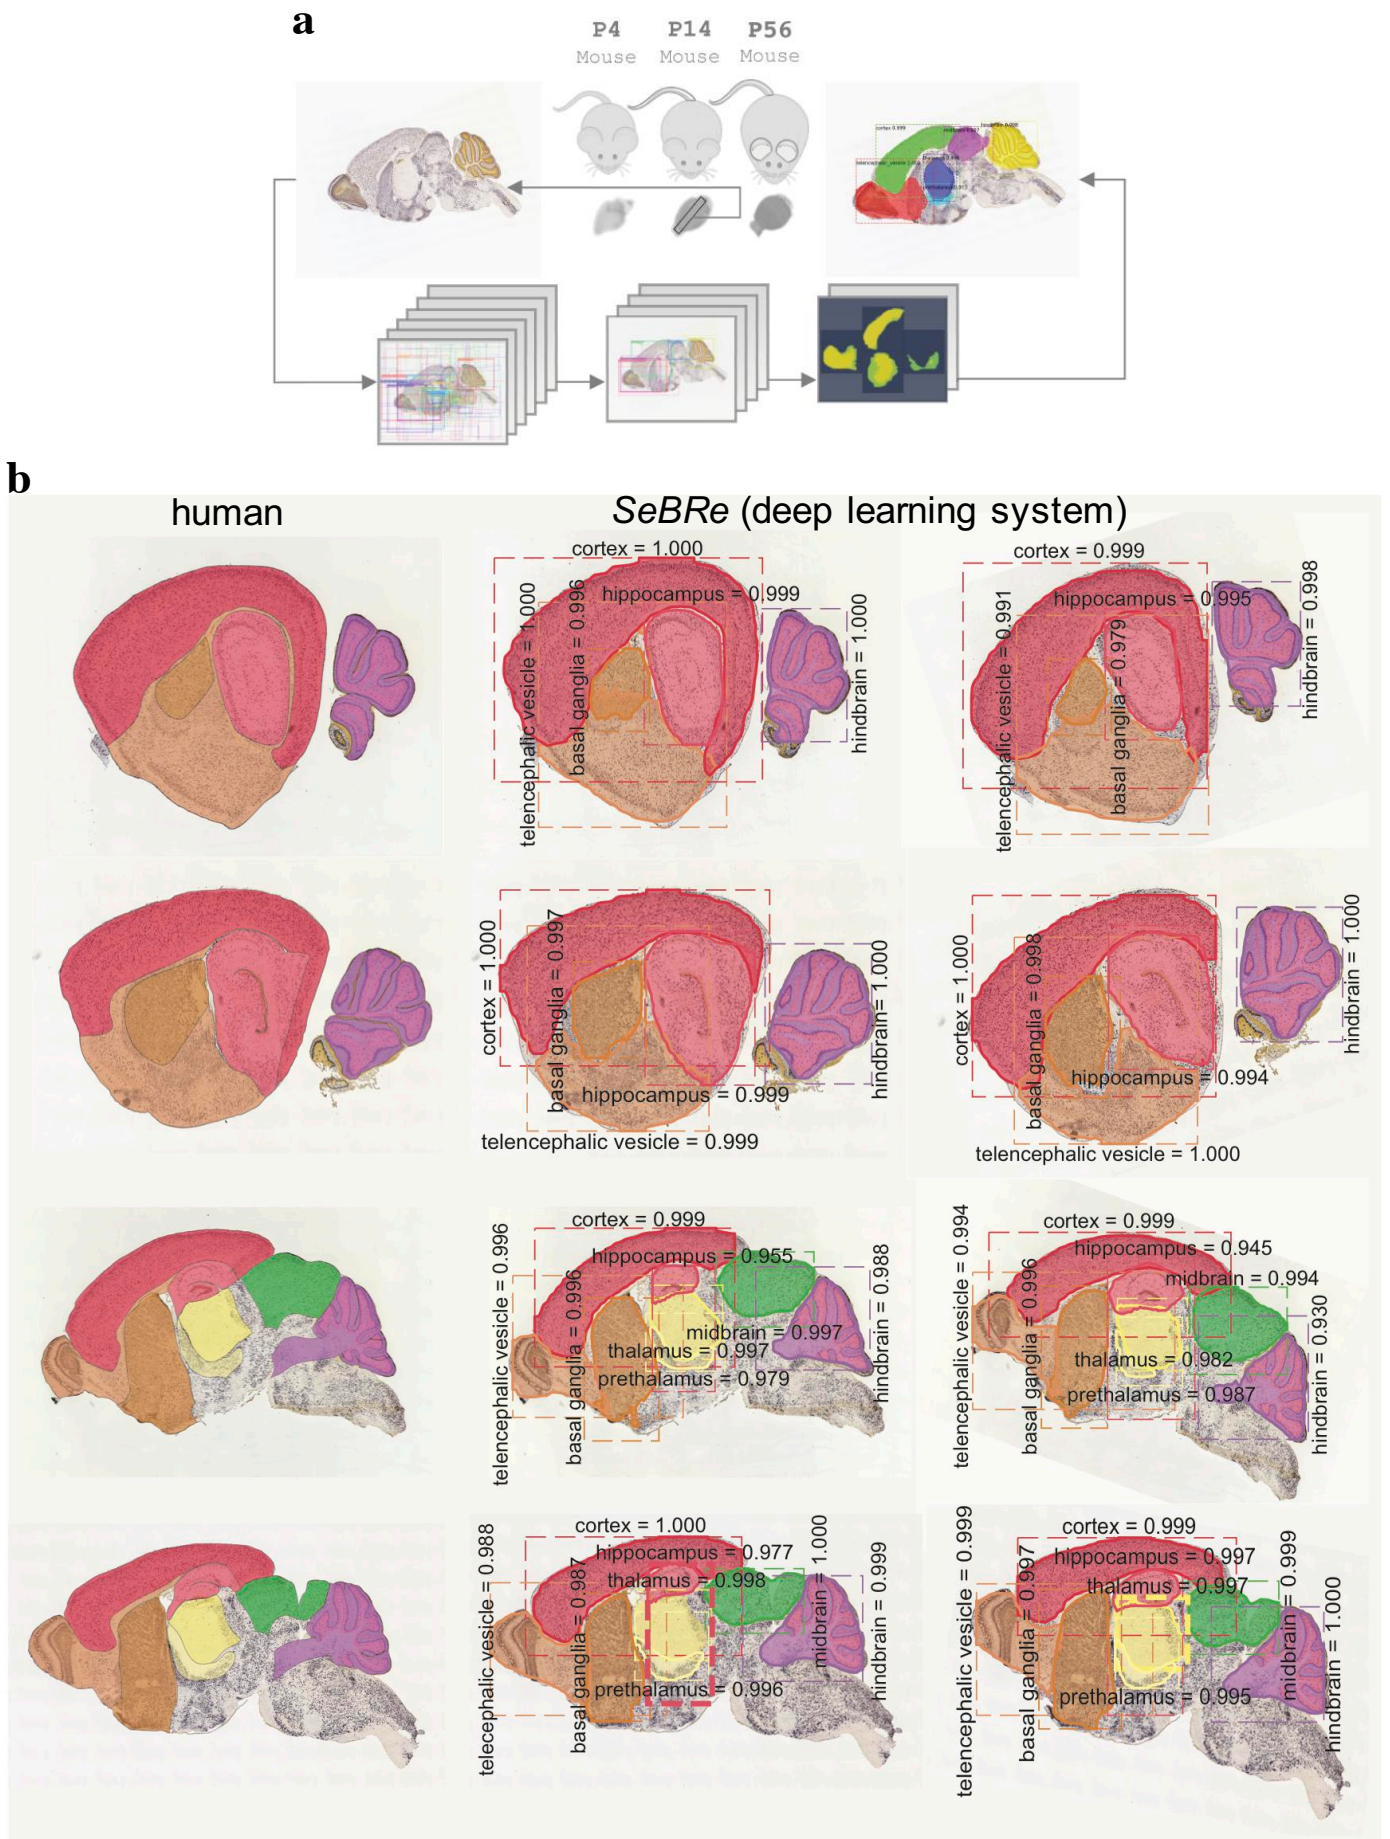 a
P4 P14 P56
Mouse Mouse Mouse
cortex 0.999
b
human
SeBRe (deep learning system)
cortex = 1.000
hippocampus = 0.999
telencephalic vesicle = 1.000
basal ganglia = 0.996
hindbrain = 1.000
cortex = 0.999
hippocampus = 0.995
telencephalic vesicle = 0.991
basal ganglia = 0.979
hindbrain = 0.998
cortex = 1.000
basal ganglia = 0.997
hindbrain= 1.000
hippocampus = 0.999
telencephalic vesicle = 0.999
cortex = 1.000
basal ganglia = 0.998
hindbrain = 1.000
hippocampus = 0.994
telencephalic vesicle = 1.000
telencephalic vesicle = 0.996
cortex = 0.999
hippocampus = 0.955
basal ganglia = 0.996
midbrain = 0.997
thalamus = 0.997
prethalamus = 0.979
hindbrain = 0.988
telencephalic vesicle = 0.994
cortex = 0.999
hippocampus = 0.945
midbrain = 0.994
basal ganglia = 0.996
thalamus = 0.982
prethalamus = 0.987
hindbrain = 0.930
telecephalic vesicle = 0.988
cortex = 1.000
hippocampus = 0.977
thalamus = 0.998
basal ganglia = 0.987
prethalamus = 0.996
midbrain = 1.000
hindbrain = 0.999
telencephalic vesicle = 0.999
cortex = 0.999
hippocampus = 0.997
thalamus = 0.997
basal ganglia = 0.997
prethalamus = 0.995
midbrain = 0.999
hindbrain = 1.000